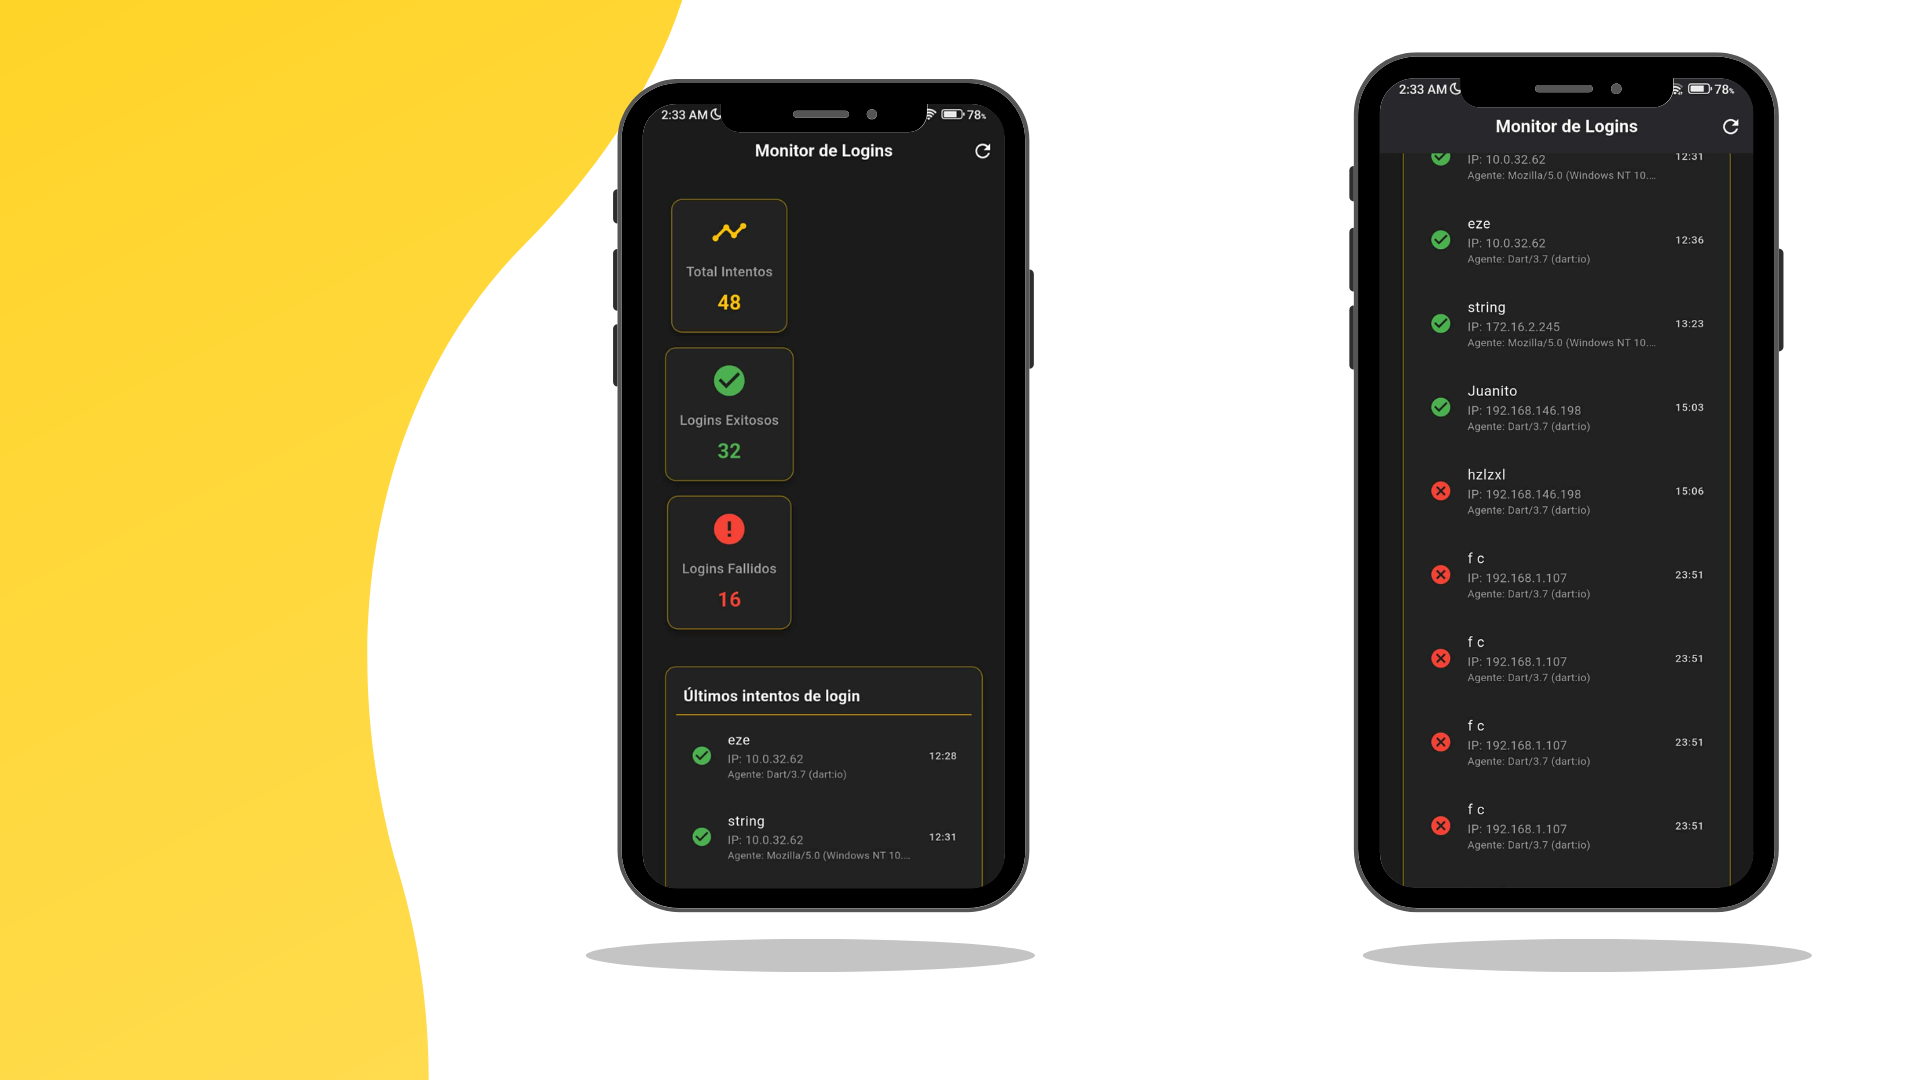 2:33 AM
78%
Monitor de Logins
Total Intentos
48
Logins Exitosos
32
Logins Fallidos
16
Últimos intentos de login
eze
IP: 10.0.32.62
12:28
Agente: Dart/3.7 (dart:io)
string
IP: 10.0.32.62
12:31
Agente: Mozilla/5.0 (Windows NT 10....
2:33 AM
78%
Monitor de Logins
IP: 10.0.32.62
12:31
Agente: Mozilla/5.0 (Windows NT 10....
eze
IP: 10.0.32.62
12:36
Agente: Dart/3.7 (dart:io)
string
IP: 172.16.2.245
13:23
Agente: Mozilla/5.0 (Windows NT 10....
Juanito
IP: 192.168.146.198
15:03
Agente: Dart/3.7 (dart:io)
hzlzxl
IP: 192.168.146.198
15:06
Agente: Dart/3.7 (dart:io)
f c
IP: 192.168.1.107
23:51
Agente: Dart/3.7 (dart:io)
f c
IP: 192.168.1.107
23:51
Agente: Dart/3.7 (dart:io)
f c
IP: 192.168.1.107
23:51
Agente: Dart/3.7 (dart:io)
f c
IP: 192.168.1.107
23:51
Agente: Dart/3.7 (dart:io)